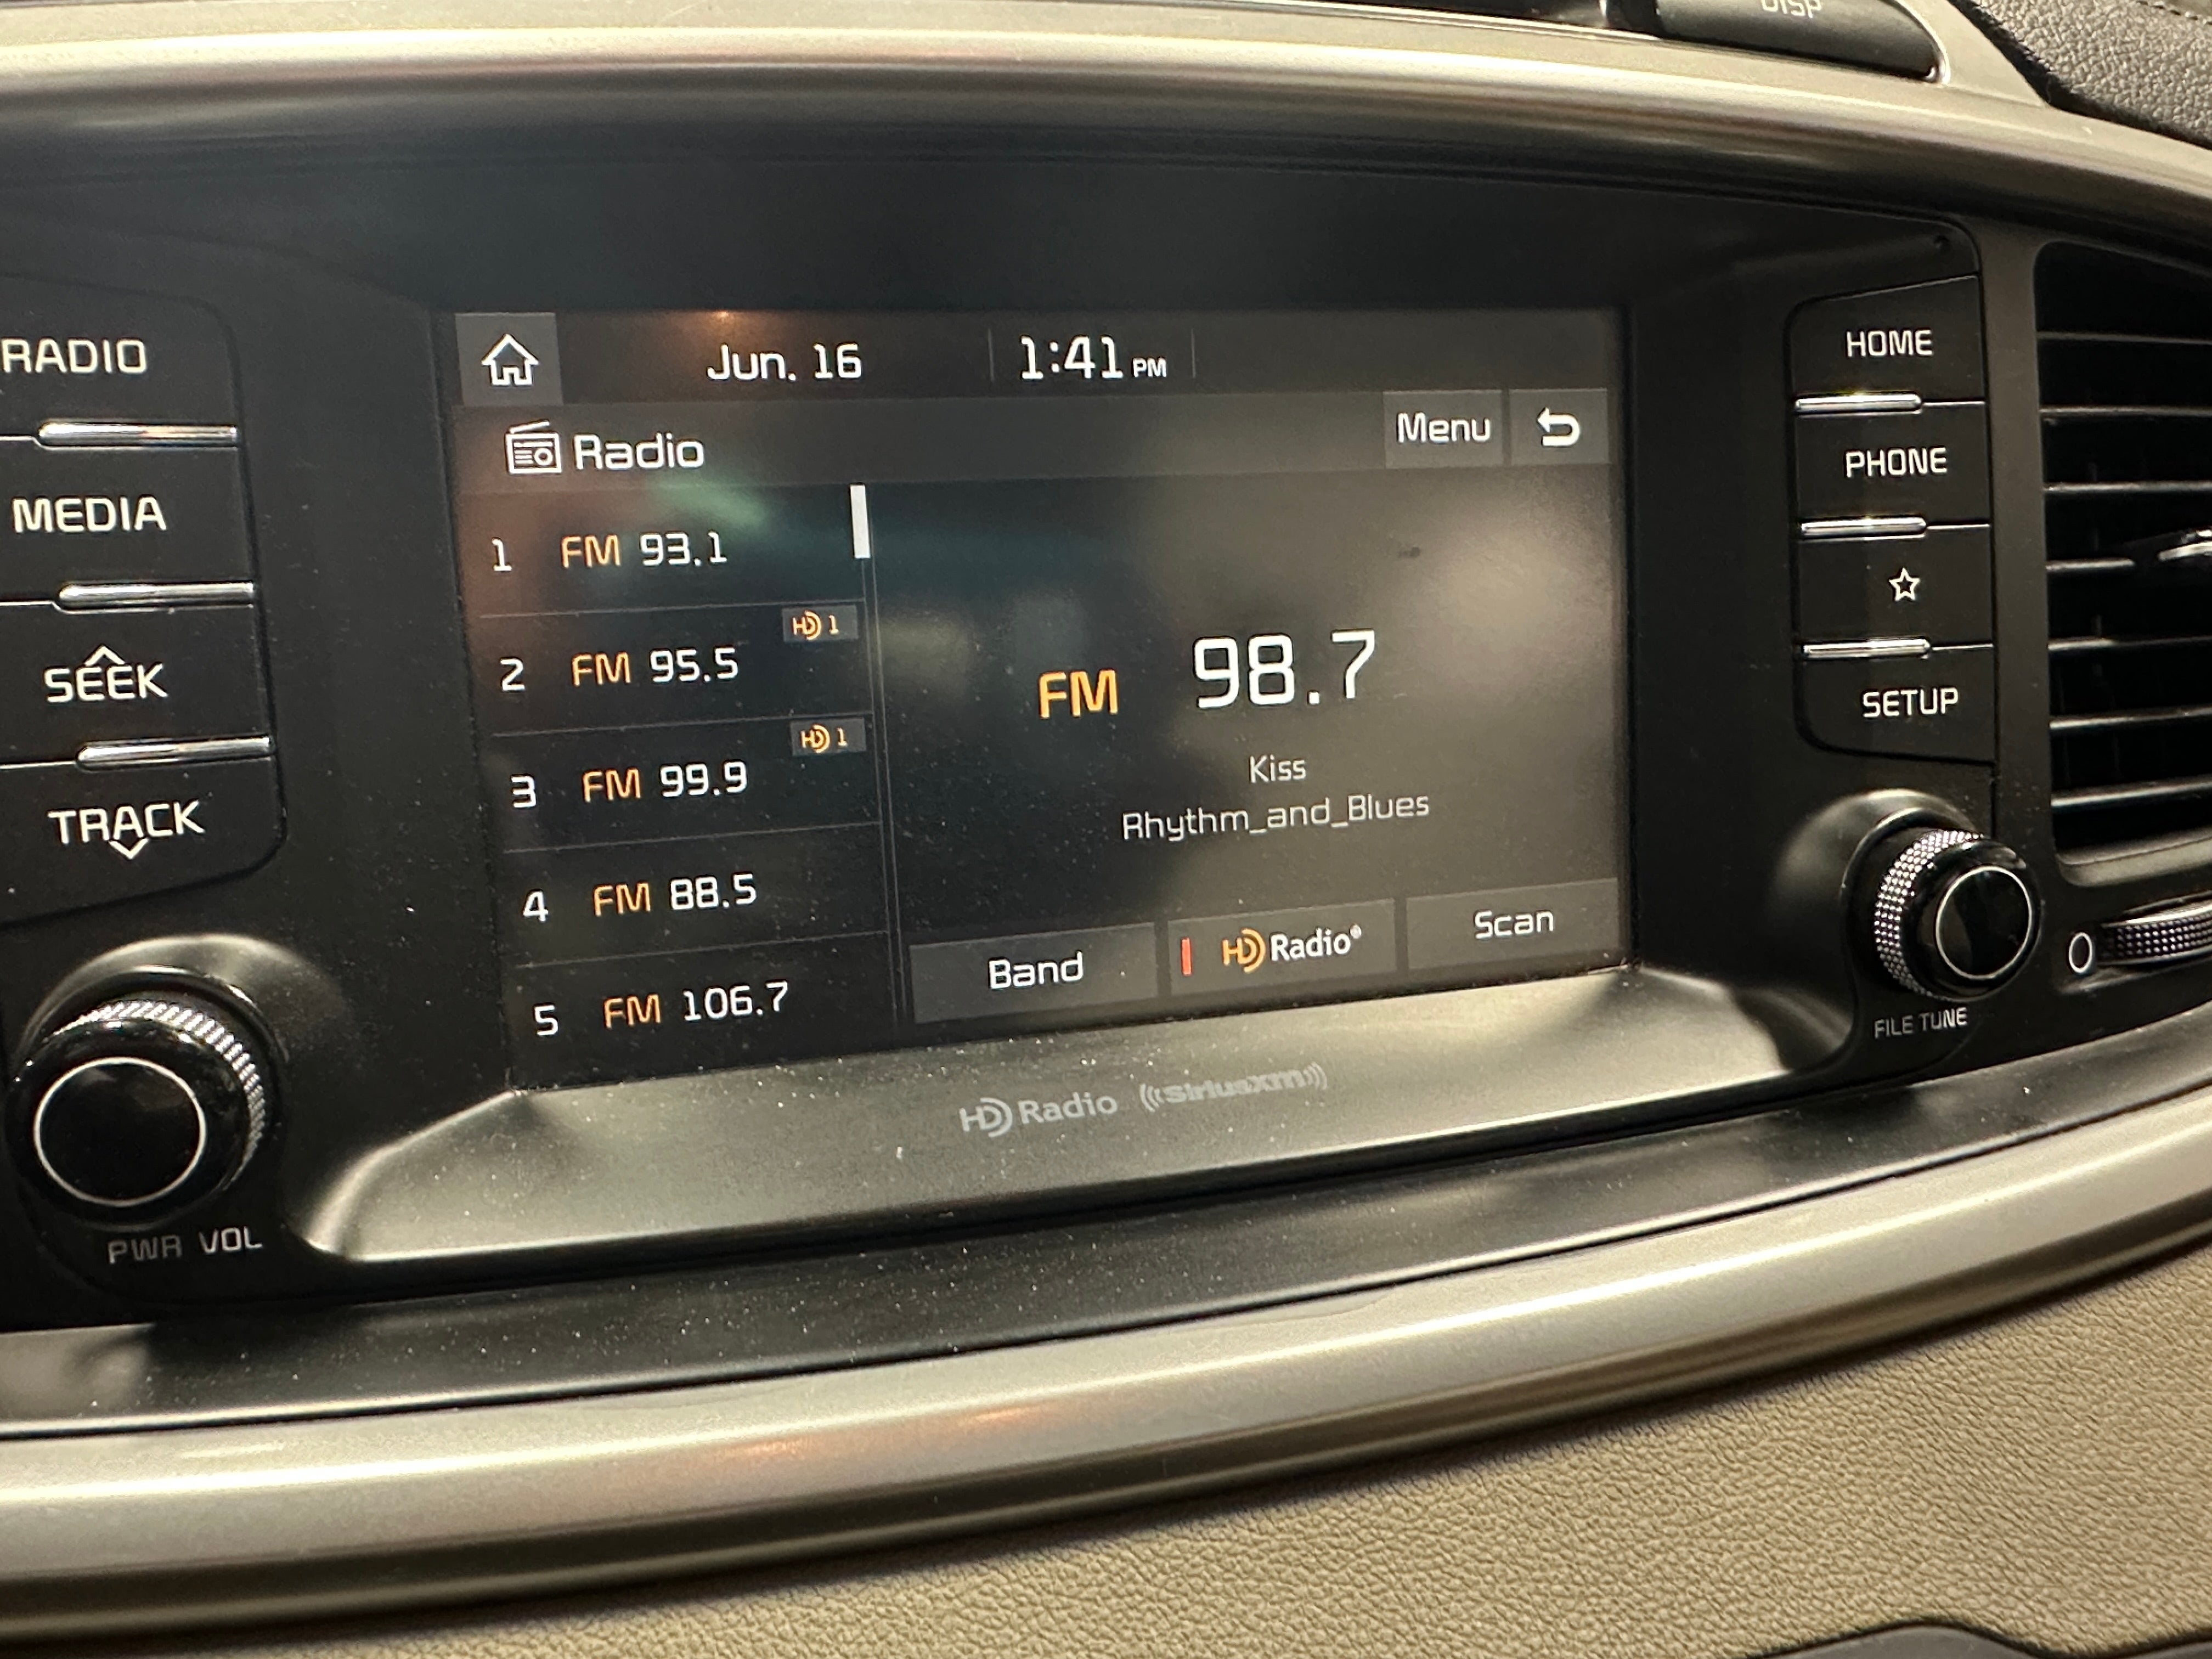 DISP
RADIO
MEDIA
SEEK
TRACK
PWR VOL
Jun. 16
1:41 PM
Radio
Menu
1 FM 93.1
HD 1
2 FM 95.5
HD 1
3 FM 99.9
4 FM 88.5
5 FM 106.7
FM 98.7
Kiss
Rhythm_and_Blues
Band
HD Radio®
Scan
HD Radio ((SiriusXM))
HOME
PHONE
SETUP
FILE TUNE
0